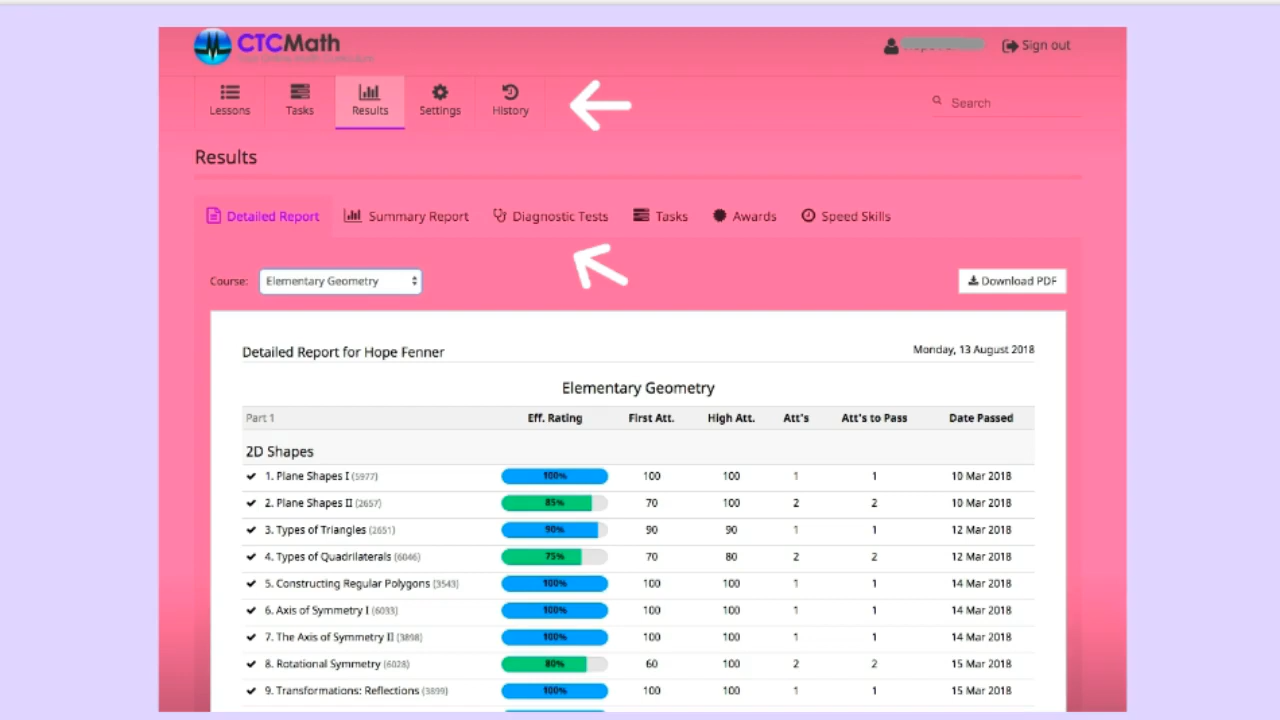 CTCMath
Sign out
Lessons Tasks Results Settings History
Search
Results
Detailed Report Summary Report Diagnostic Tests Tasks Awards Speed Skills
Course: Elementary Geometry Download PDF
Detailed Report for Hope Fenner Monday, 13 August 2018
Elementary Geometry
Part 1 Eff. Rating First Att. High Att. Att's Att's to Pass Date Passed
2D Shapes
1. Plane Shapes I (5977) 100% 100 100 1 1 10 Mar 2018
2. Plane Shapes II (2657) 85% 70 100 2 2 10 Mar 2018
3. Types of Triangles (2651) 90% 90 90 1 1 12 Mar 2018
4. Types of Quadrilaterals (6046) 75% 70 80 2 2 12 Mar 2018
5. Constructing Regular Polygons (3543) 100% 100 100 1 1 14 Mar 2018
6. Axis of Symmetry I (6033) 100% 100 100 1 1 14 Mar 2018
7. The Axis of Symmetry II (3898) 100% 100 100 1 1 14 Mar 2018
8. Rotational Symmetry (6028) 80% 60 100 2 2 15 Mar 2018
9. Transformations: Reflections (3899) 100% 100 100 1 1 15 Mar 2018